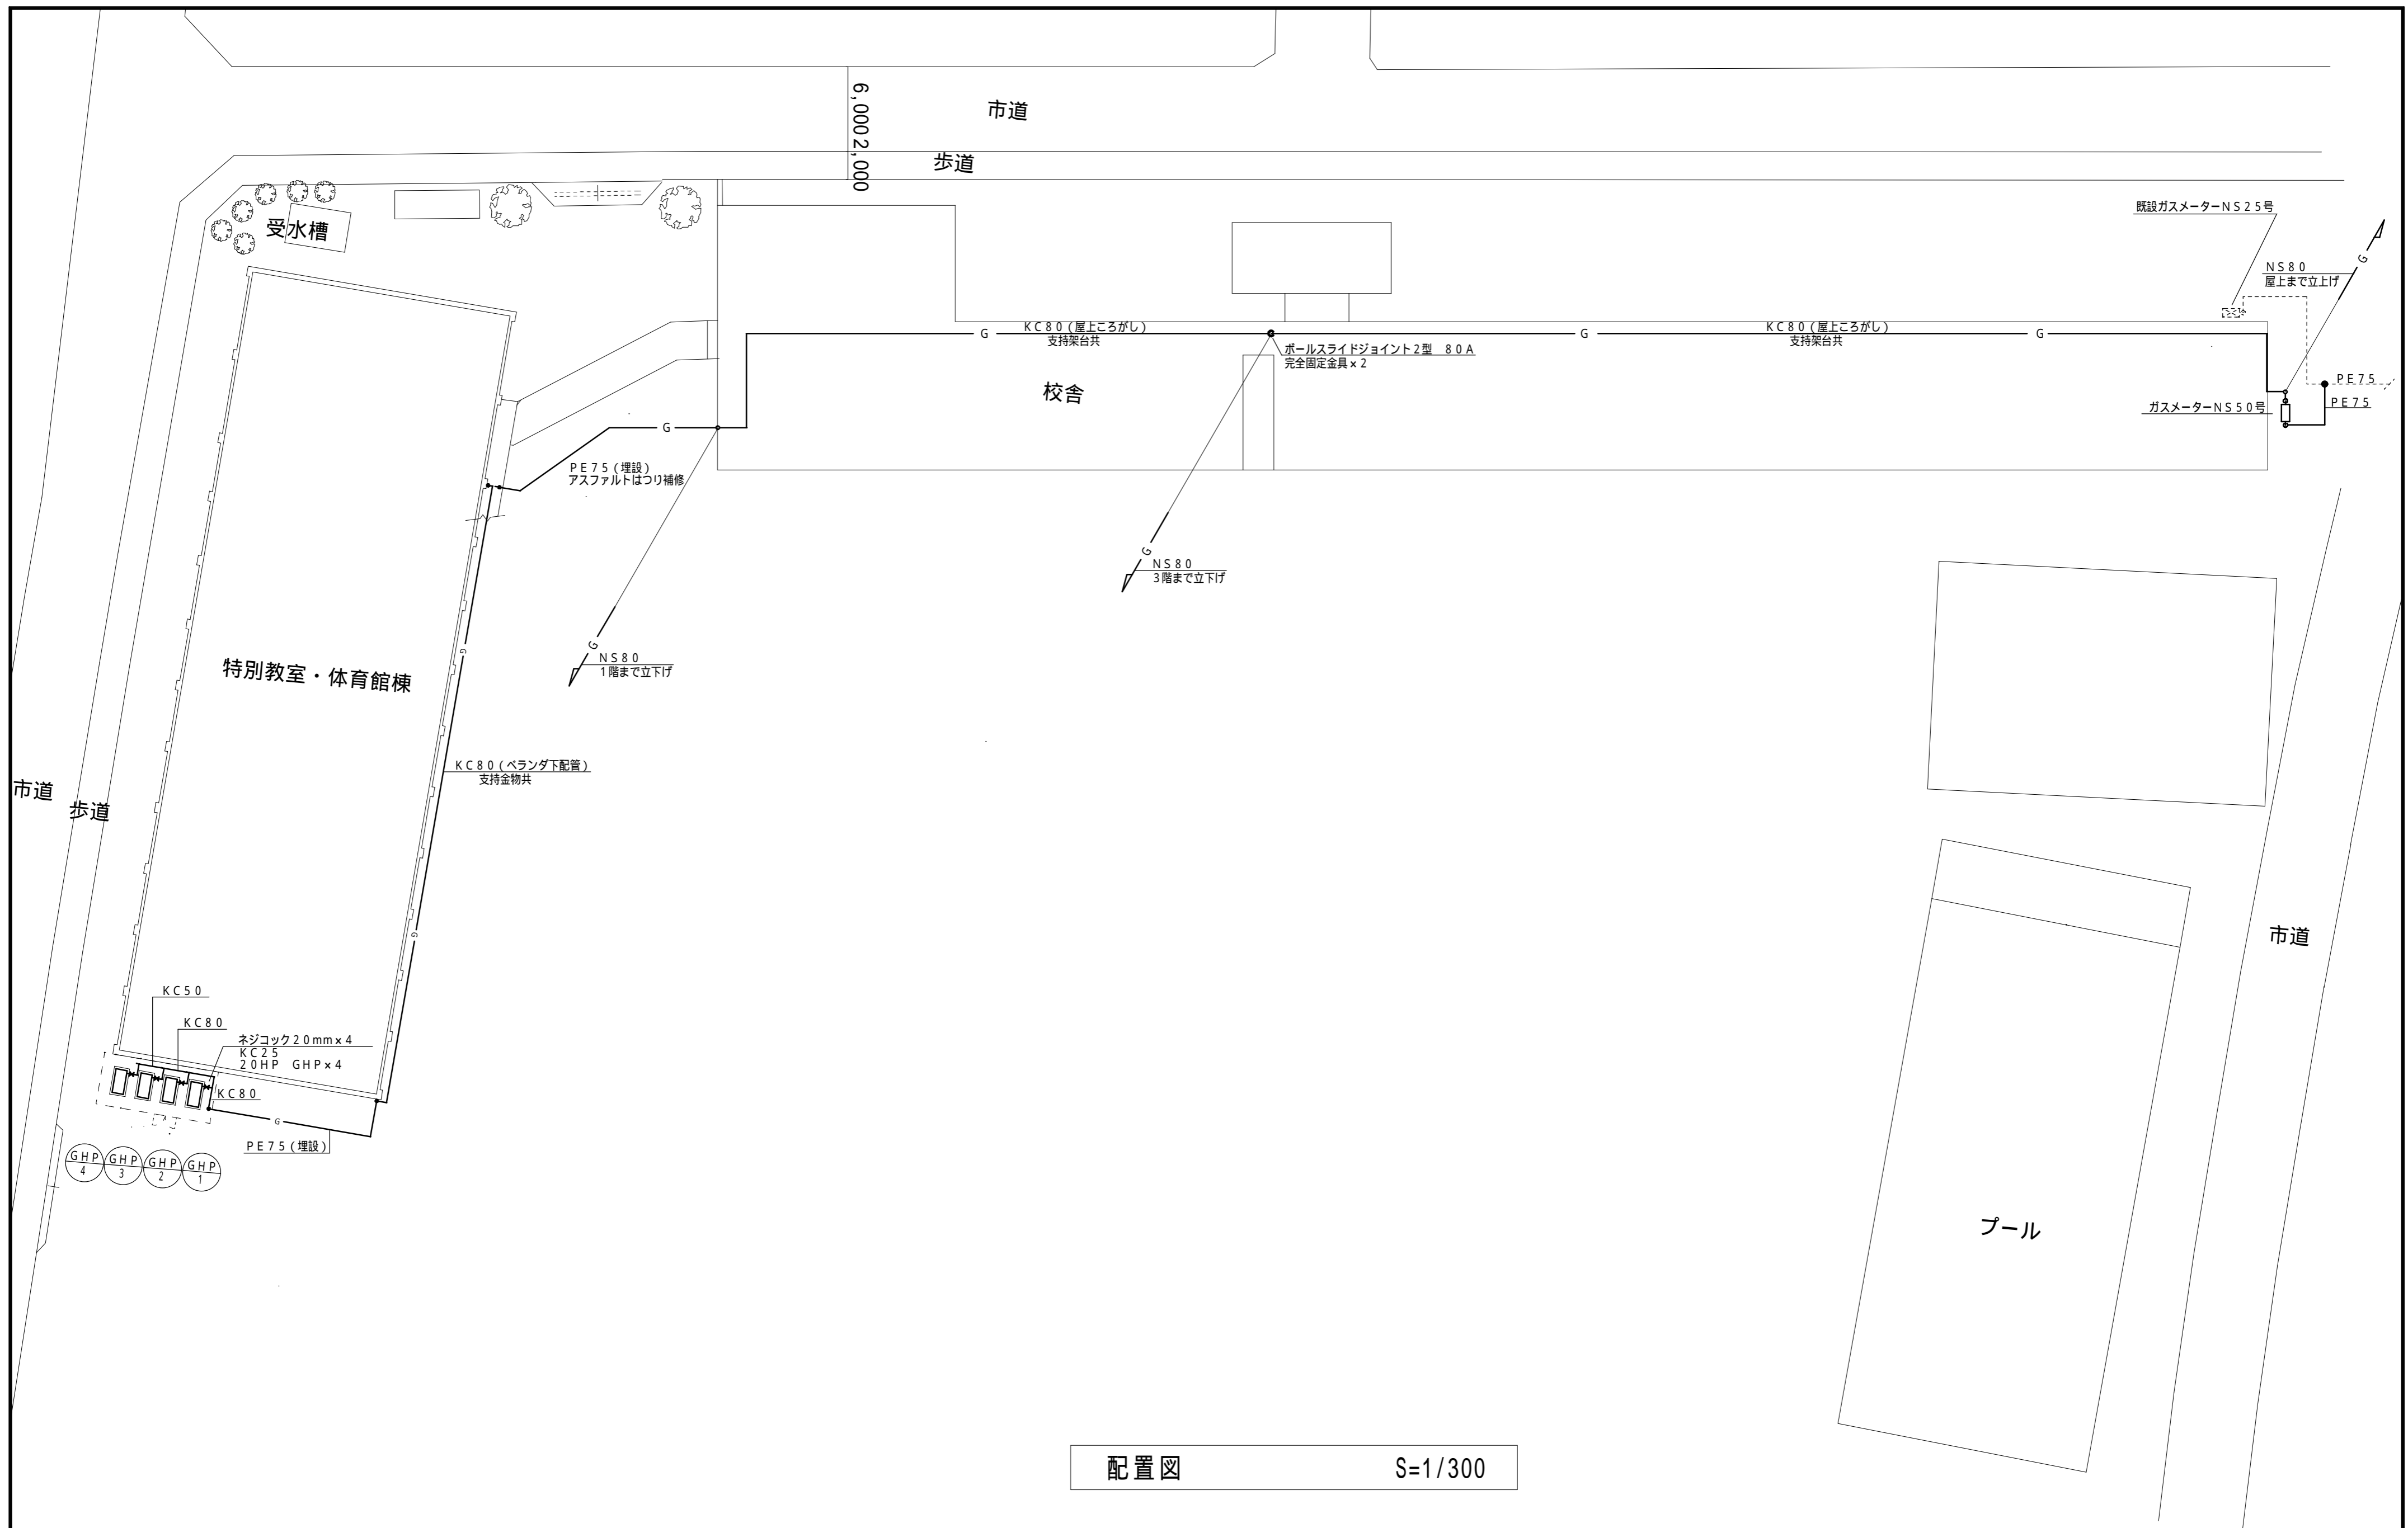 6,000
2,000
市道
歩道
受水槽
既設ガスメーターNS25号
NS80
屋上まで立上げ
G
G
KC80(屋上ころがし)
支持架台共
G
KC80(屋上ころがし)
支持架台共
G
ボールスライドジョイント2型 80A
完全固定金具×2
校舎
PE75
PE75
ガスメーターNS50号
G
PE75(埋設)
アスファルトはつり補修
G
NS80
3階まで立下げ
G
NS80
1階まで立下げ
G
特別教室・体育館棟
KC80(ベランダ下配管)
支持金物共
市道
歩道
G
市道
KC50
KC80
ネジコック20mm×4
KC25
20HP GHP×4
KC80
G
PE75(埋設)
GHP
4
GHP
3
GHP
2
GHP
1
プール
配置図 S=1/300